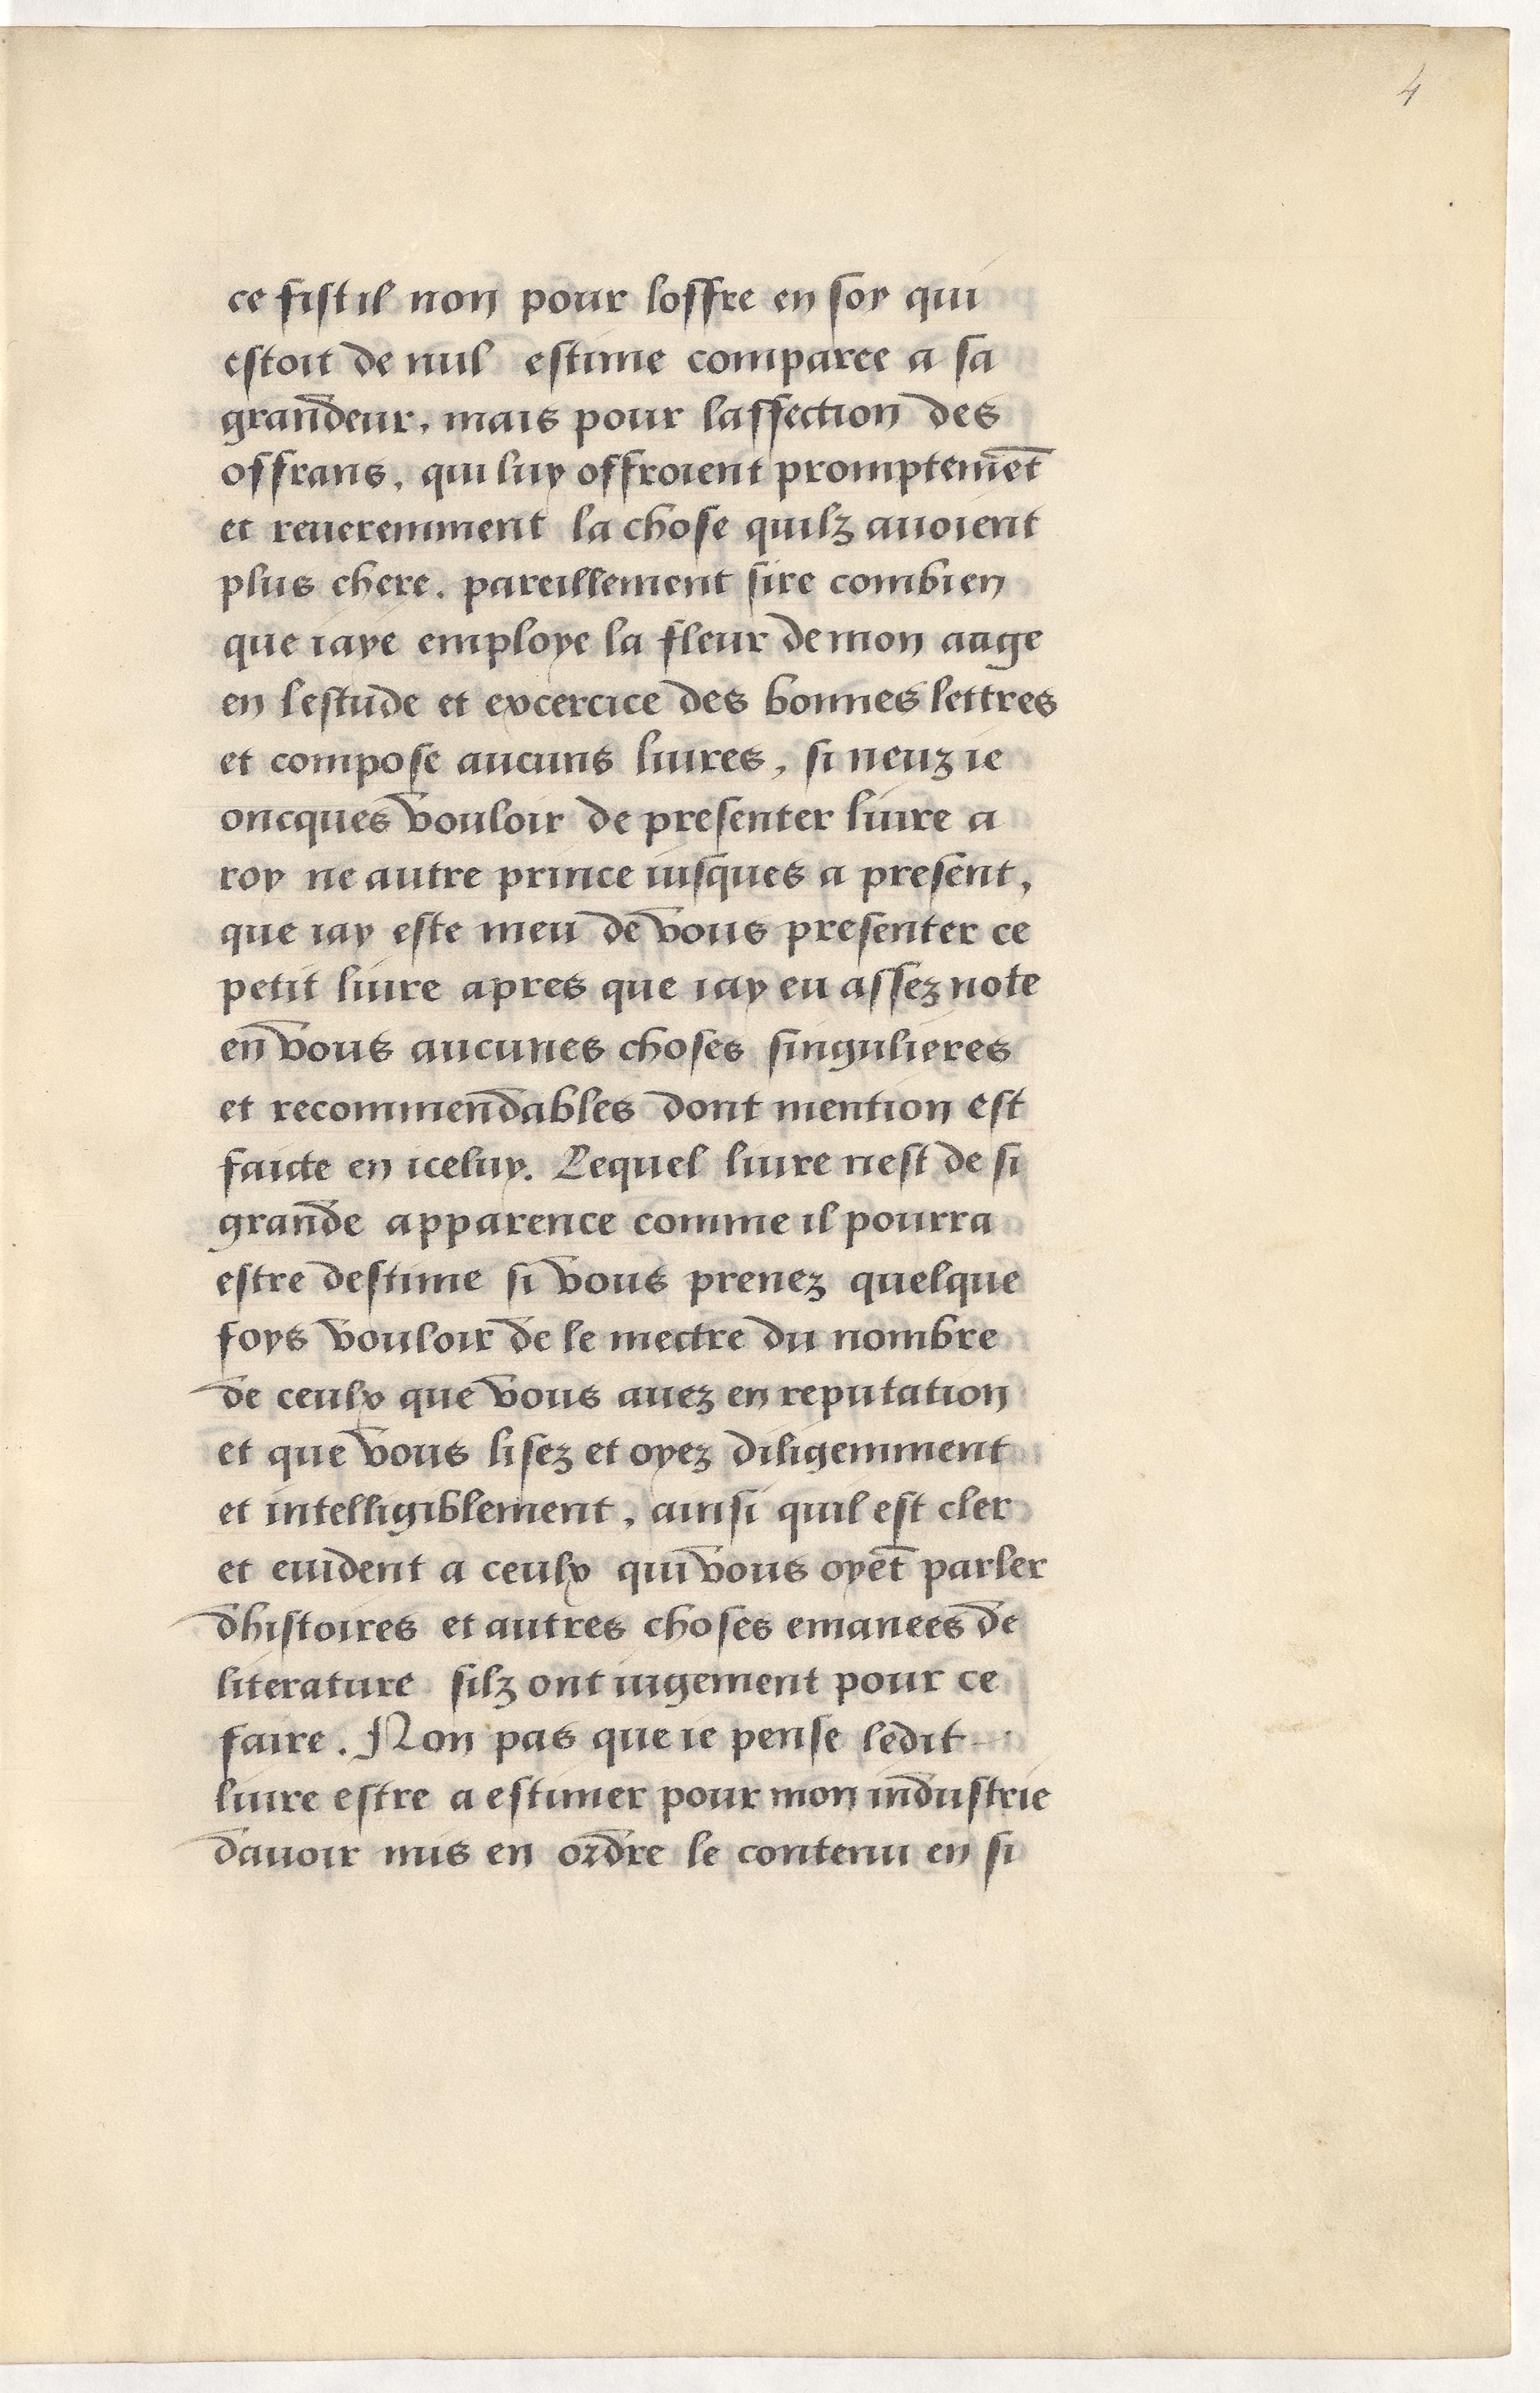 4
ce fist il non pour loffre en soy qui
estoit de nul estime comparee a sa
grandeur, mais pour laffection des
offrans, qui luy offroient promptemēt
et reueremment la chose quilz auoient
plus chere. pareillement sire combien
que iaye employe la fleur de mon aage
en lestude et excercice des bonnes lettres
et compose aucuns liures, si neuz ie
oncques vouloir de presenter liure a
roy ne autre prince iusques a present,
que iay este meu de vous presenter ce
petit liure apres que iay eu assez note
en vous aucunes choses singulieres
et recommendables dont mention est
faicte en iceluy. Lequel liure nest de si
grande apparence comme il pourra
estre destime si vous prenez quelque
foys vouloir de le mectre du nombre
de ceulx que vous auez en reputation
et que vous lisez et oyez diligemment
et intelligiblement, ainsi quil est cler
et euident a ceulx qui vous oyēt parler
dhistoires et autres choses emanees de
literature silz ont iugement pour ce
faire. Non pas que ie pense ledit
liure estre a estimer pour mon industrie
dauoir mis en ordre le contenu en si